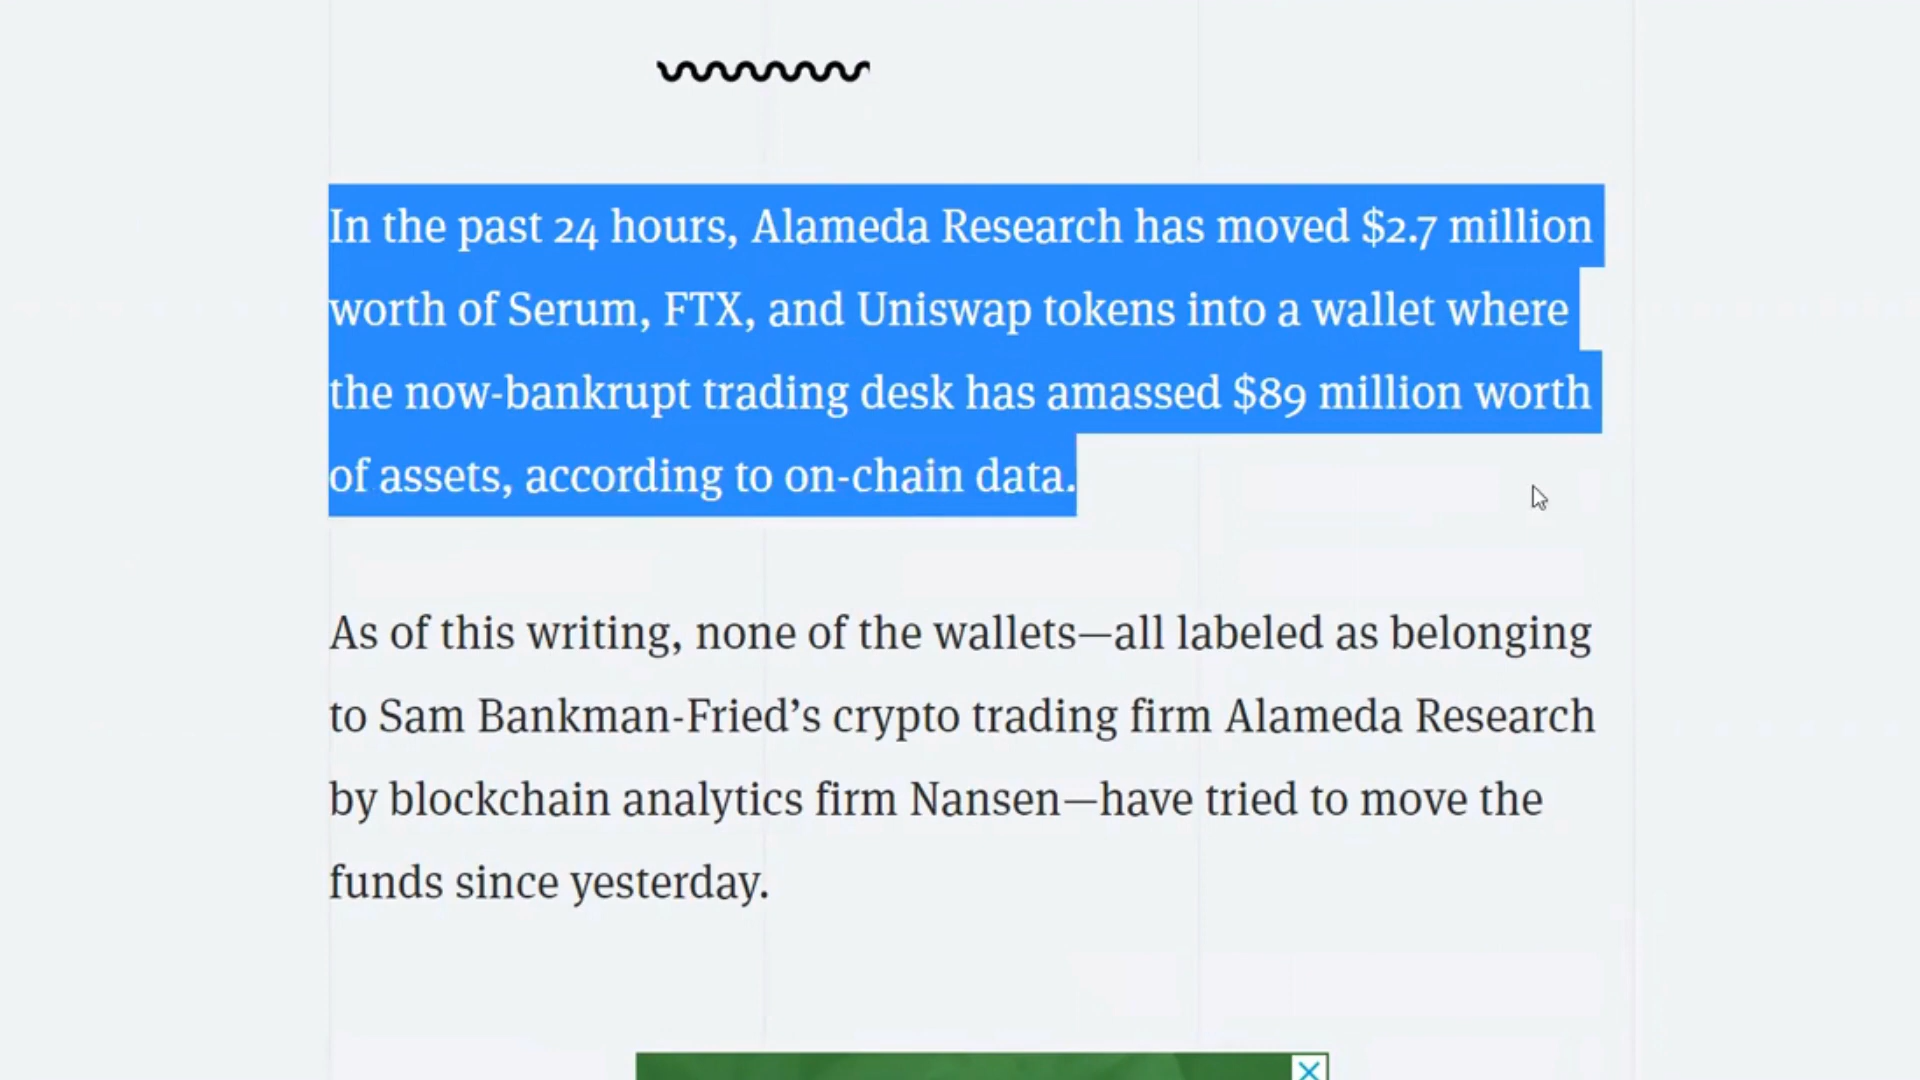 In the past 24 hours, Alameda Research has moved $2.7 million
worth of Serum, FTX, and Uniswap tokens into a wallet where
the now-bankrupt trading desk has amassed $89 million worth
of assets, according to on-chain data.
As of this writing, none of the wallets—all labeled as belonging
to Sam Bankman-Fried’s crypto trading firm Alameda Research
by blockchain analytics firm Nansen—have tried to move the
funds since yesterday.